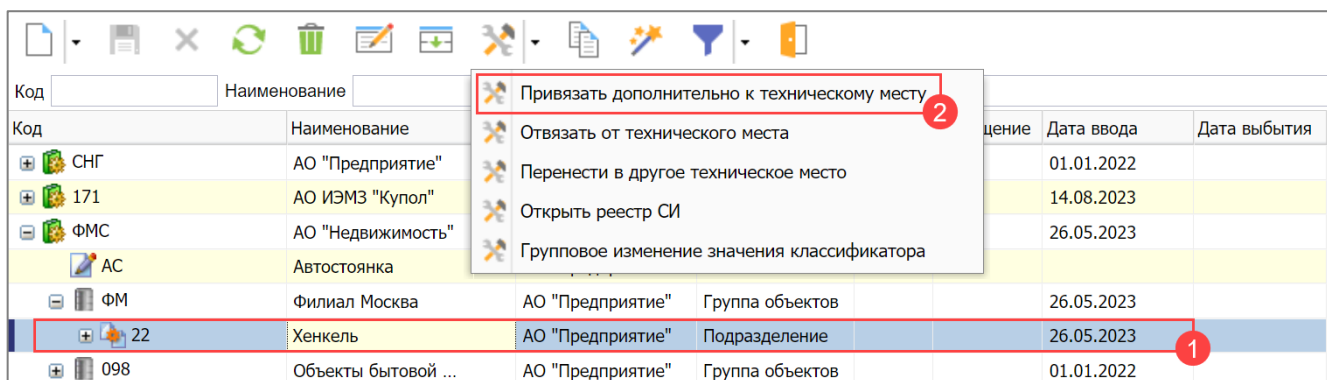 Привязать дополнительно к техническому месту
2
Код Наименование
Отвязать от технического места
Перенести в другое техническое место
Открыть реестр СИ
Групповое изменение значения классификатора
Код Наименование щение Дата ввода Дата выбытия
СНГ АО "Предприятие" 01.01.2022
171 АО ИЭМЗ "Купол" 14.08.2023
ФМС АО "Недвижимость" 26.05.2023
АС Автостоянка
ФМ Филиал Москва АО "Предприятие" Группа объектов 26.05.2023
22 Хенкель АО "Предприятие" Подразделение 26.05.2023
1
098 Объекты бытовой ... АО "Предприятие" Группа объектов 01.01.2022